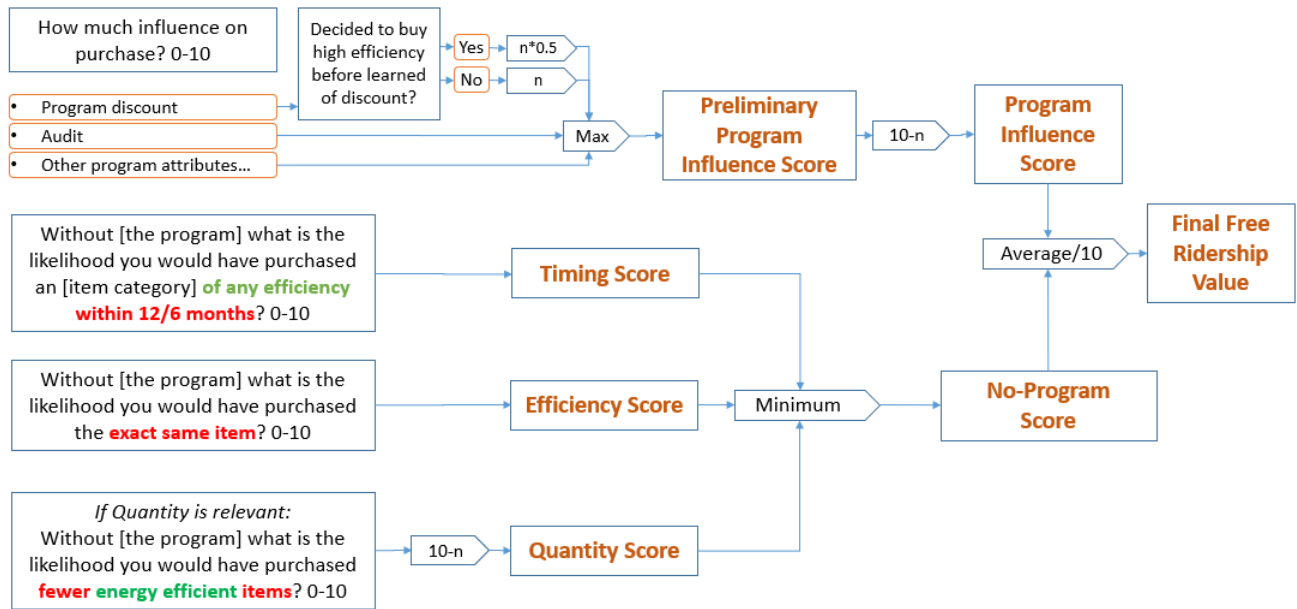 How much influence on
purchase? 0-10
Decided to buy
high efficiency
before learned
of discount?
Yes
n*0.5
No
n
• Program discount
• Audit
• Other program attributes...
Max
Preliminary
Program
Influence Score
10-n
Program
Influence
Score
Without [the program] what is the
likelihood you would have purchased
an [item category] of any efficiency
within 12/6 months? 0-10
Timing Score
Average/10
Final Free
Ridership
Value
Without [the program] what is the
likelihood you would have purchased
the exact same item? 0-10
Efficiency Score
Minimum
No-Program
Score
If Quantity is relevant:
Without [the program] what is the
likelihood you would have purchased
fewer energy efficient items? 0-10
10-n
Quantity Score